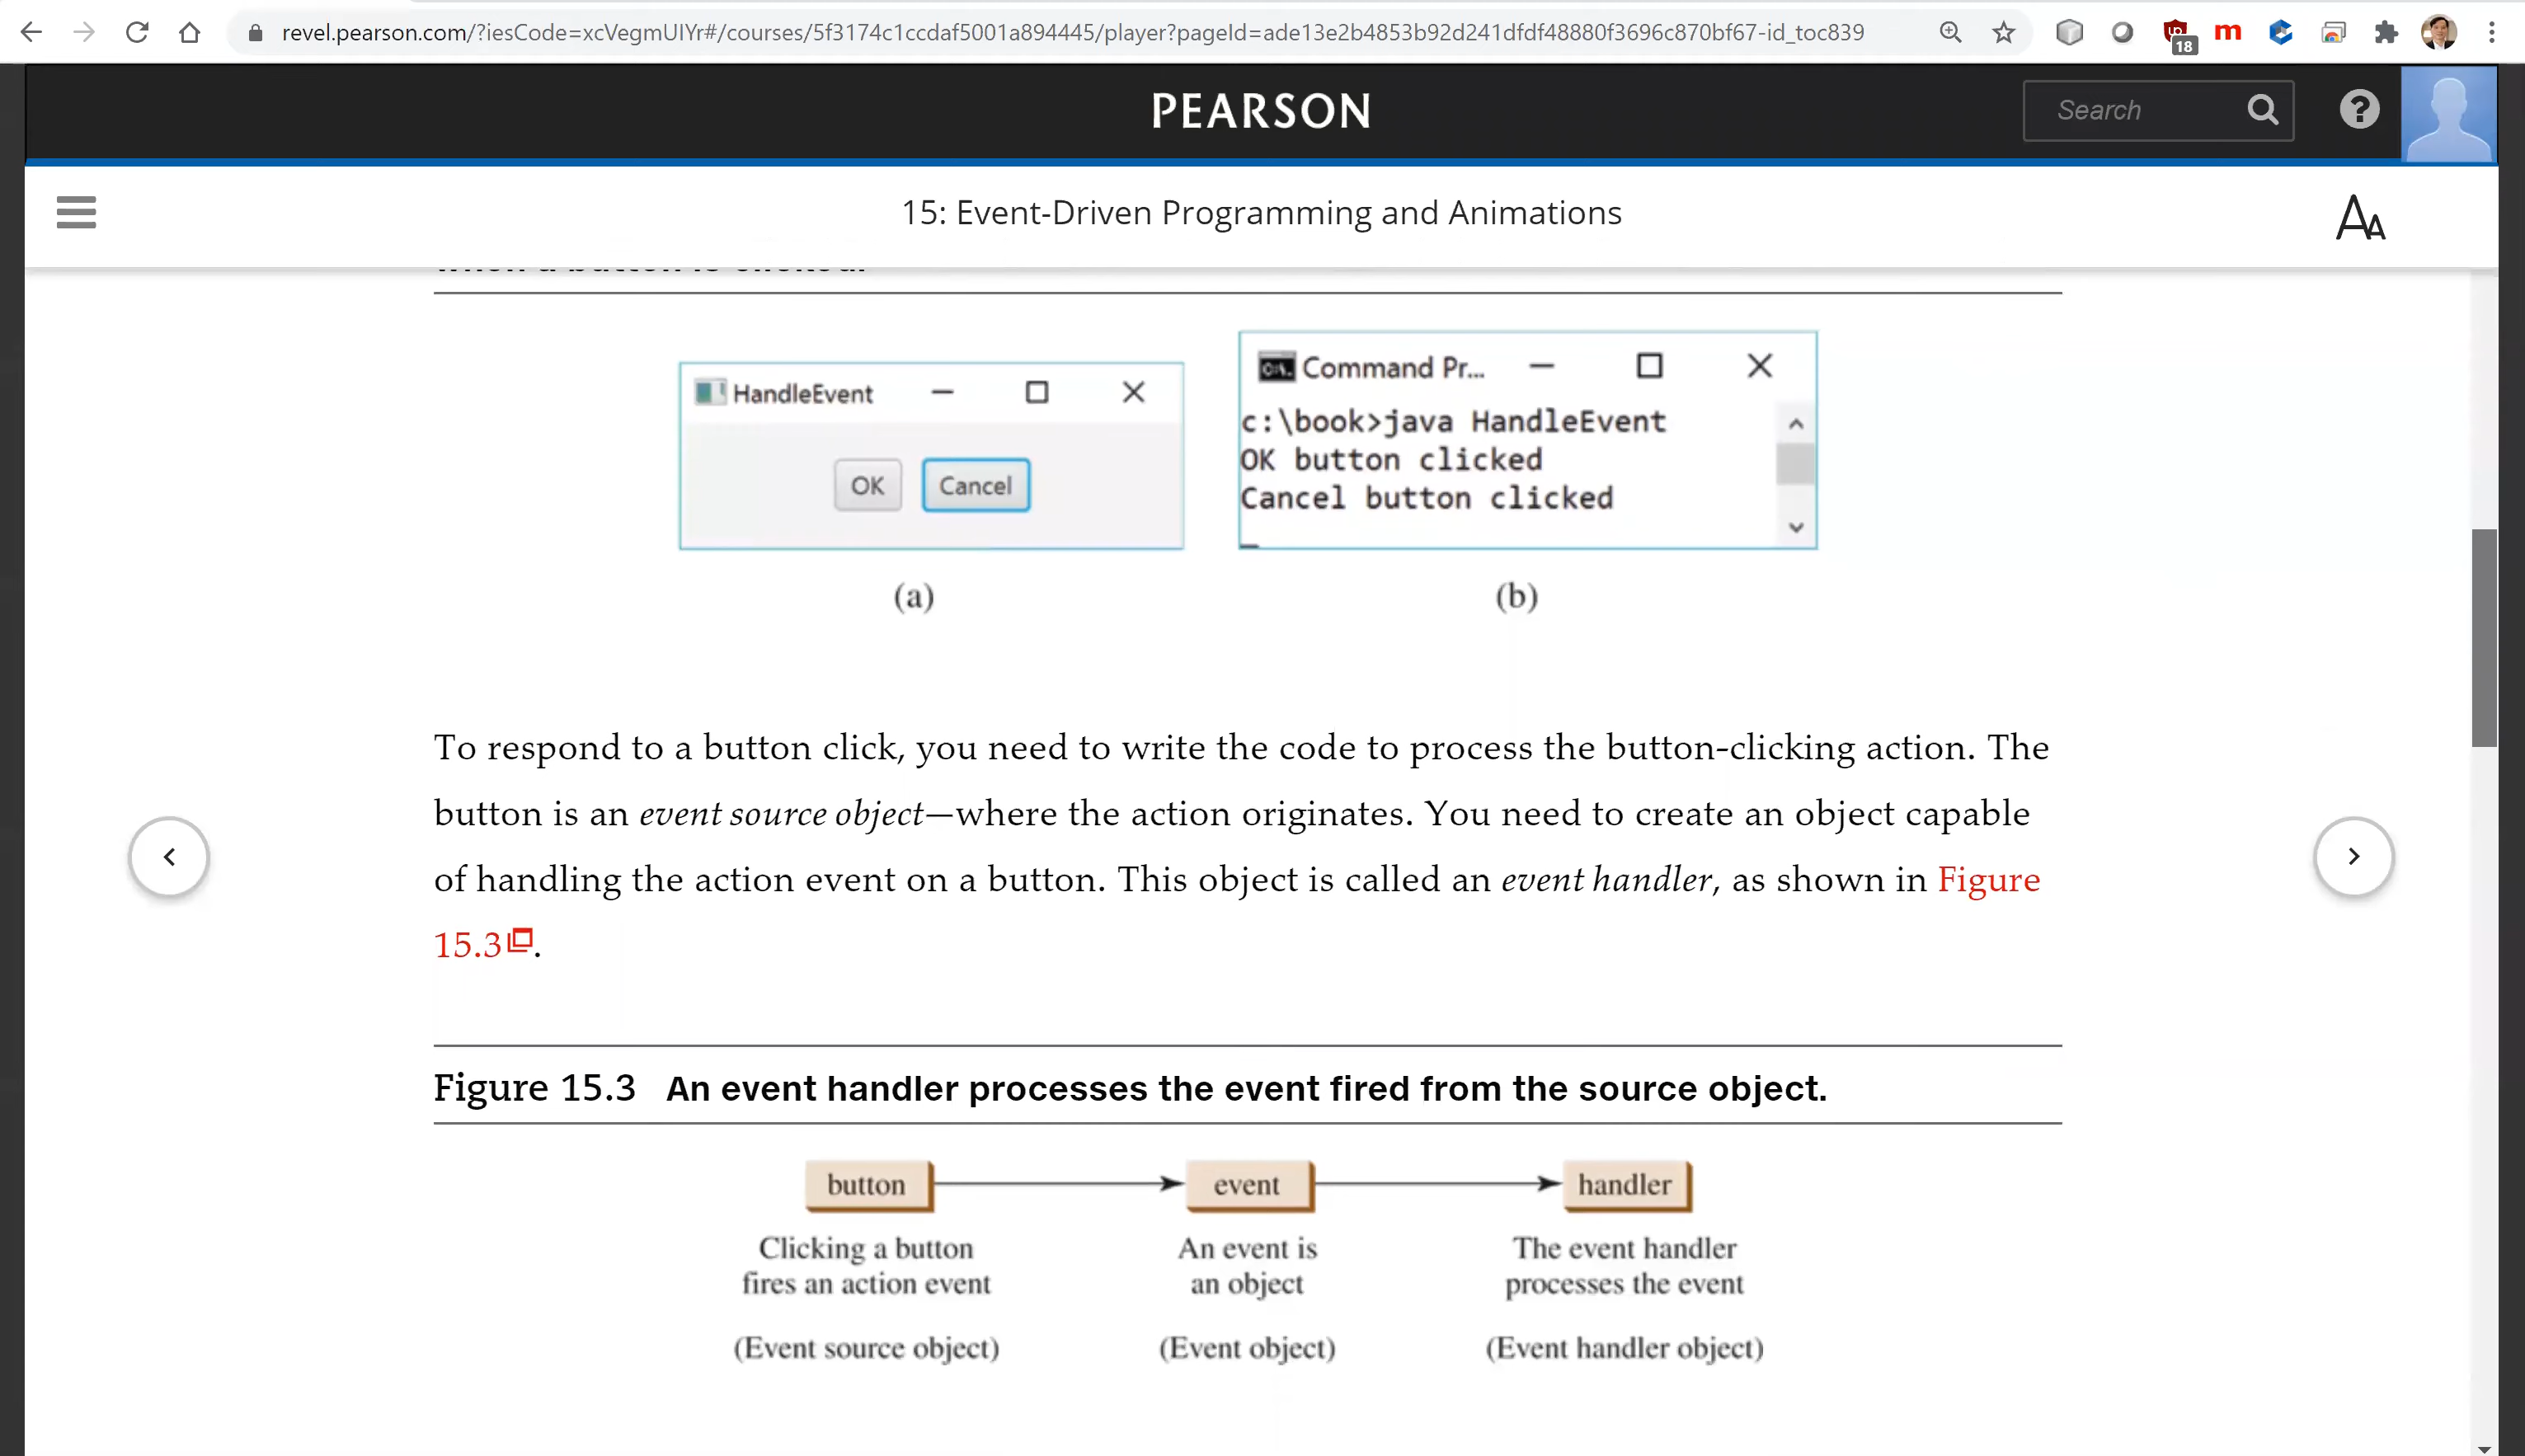 revel.pearson.com/?iesCode=xcVegmUIYr#/courses/5f3174c1ccdaf5001a894445/player?pageId=ade13e2b4853b92d241dfdf48880f3696c870bf67-id_toc839
18
m
PEARSON
Search
?
15: Event-Driven Programming and Animations
AA
when a button is clicked.
HandleEvent
OK
Cancel
(a)
Command Pr...
c:\book>java HandleEvent
OK button clicked
Cancel button clicked
(b)
To respond to a button click, you need to write the code to process the button-clicking action. The
button is an event source object—where the action originates. You need to create an object capable
of handling the action event on a button. This object is called an event handler, as shown in Figure
15.3.
Figure 15.3 An event handler processes the event fired from the source object.
button
event
handler
Clicking a button
fires an action event
An event is
an object
The event handler
processes the event
(Event source object)
(Event object)
(Event handler object)